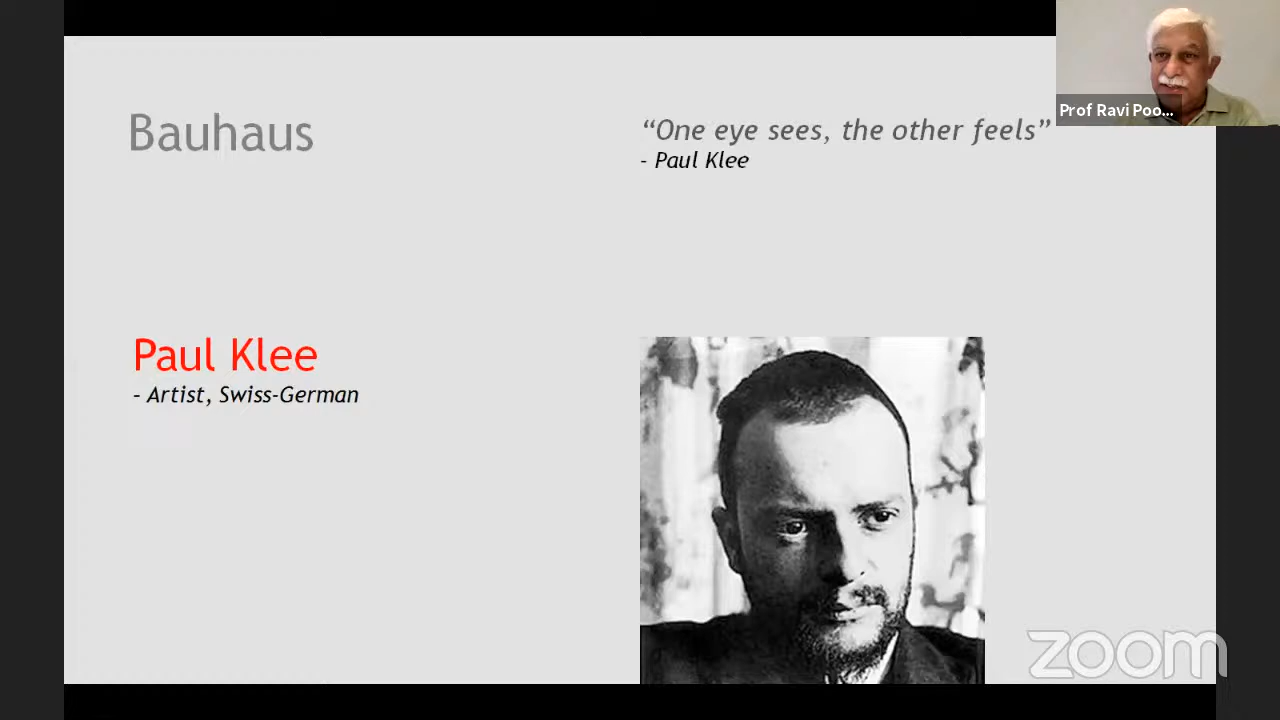 Bauhaus
“One eye sees, the other feels”
- Paul Klee
Prof Ravi Poo...
Paul Klee
– Artist, Swiss-German
zoom